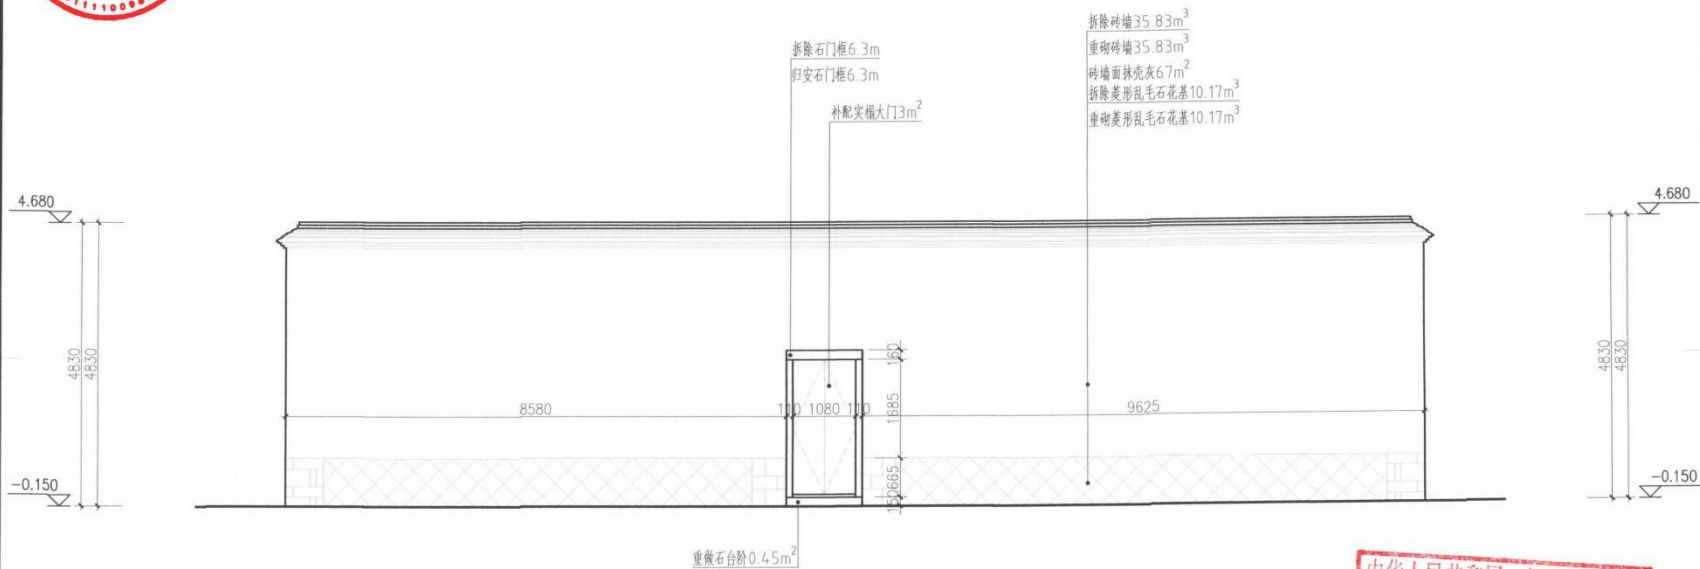 拆除砖墙35.83m³
重砌砖墙35.83m³
砖墙面抹壳灰67m²
拆除菱形乱毛石花基10.17m³
重砌菱形乱毛石花基10.17m³
拆除石门框6.3m
归安石门框6.3m
补配实榻大门3m²
4.680
4.680
4830
4830
4830
4830
160
1685
665
150
8580
110
1080
110
9625
-0.150
-0.150
重做石台阶0.45m²